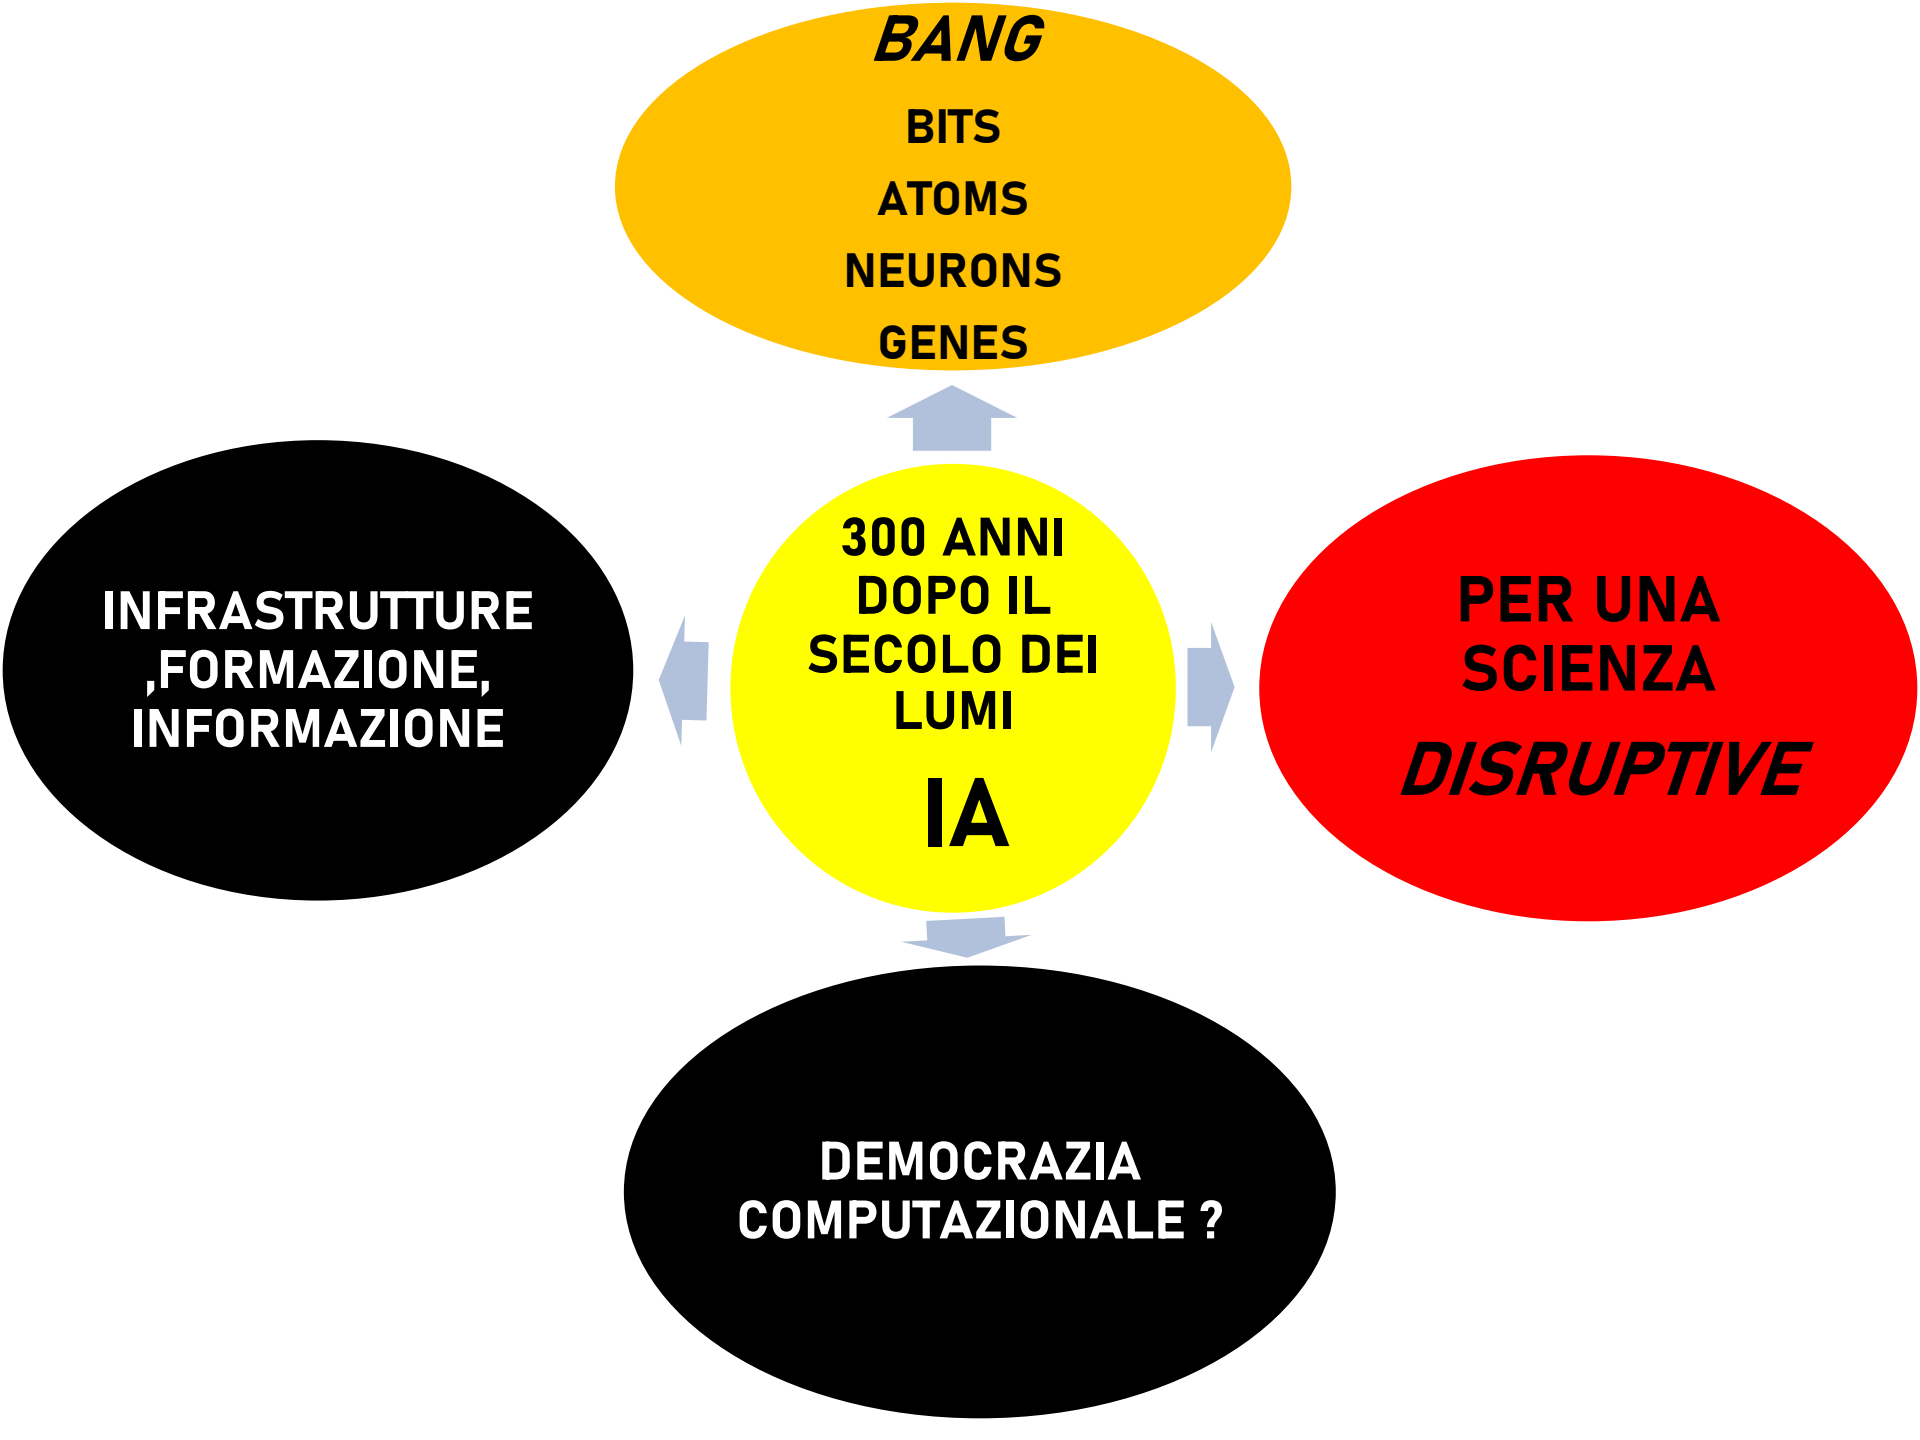 BANG
BITS
ATOMS
NEURONS
GENES
INFRASTRUTTURE
,FORMAZIONE,
INFORMAZIONE
300 ANNI
DOPO IL
SECOLO DEI
LUMI
IA
PER UNA
SCIENZA
DISRUPTIVE
DEMOCRAZIA
COMPUTAZIONALE ?